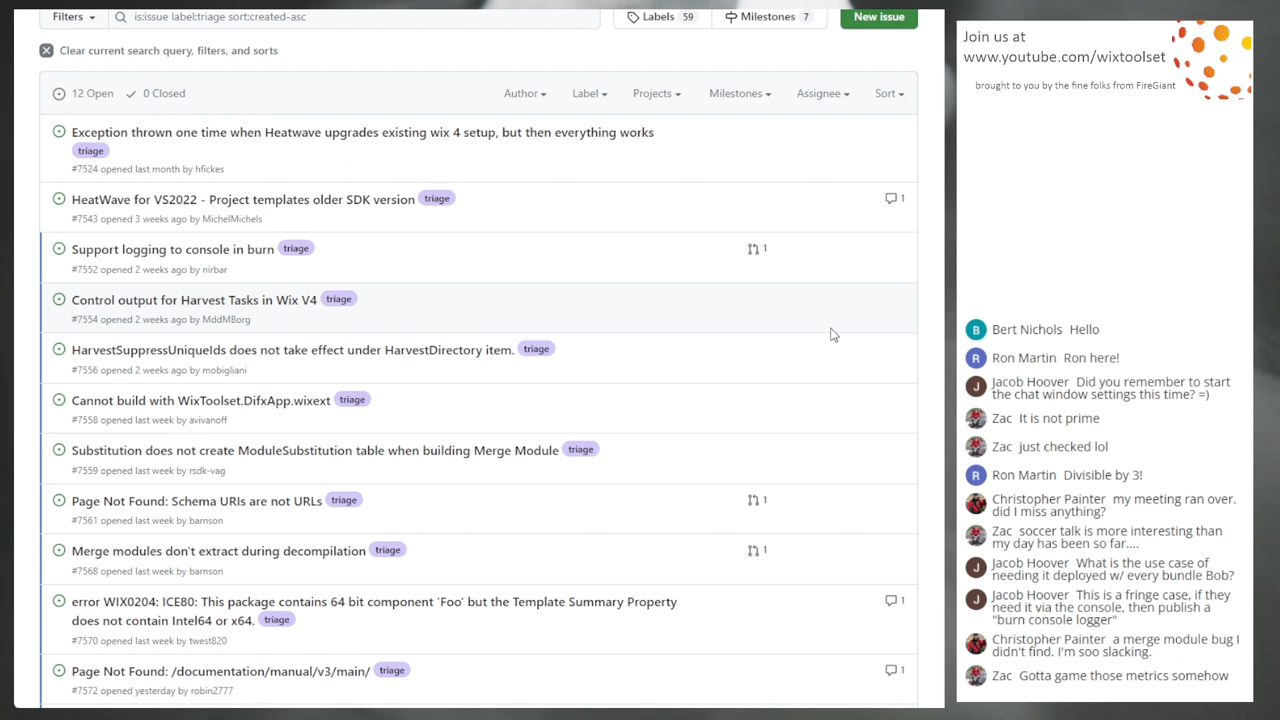 Filters
is:issue label:triage sort:created-asc
Labels 59
Milestones 7
New issue
Clear current search query, filters, and sorts
12 Open
0 Closed
Author
Label
Projects
Milestones
Assignee
Sort
Exception thrown one time when Heatwave upgrades existing wix 4 setup, but then everything works
triage
#7524 opened last month by hfickes
HeatWave for VS2022 - Project templates older SDK version triage
1
#7543 opened 3 weeks ago by MichelMichels
Support logging to console in burn triage
1
#7552 opened 2 weeks ago by nirbar
Control output for Harvest Tasks in Wix V4 triage
#7554 opened 2 weeks ago by MddMBorg
HarvestSuppressUniqueIds does not take effect under HarvestDirectory item. triage
#7556 opened 2 weeks ago by mobigliani
Cannot build with WixToolset.DifxApp.wixext triage
#7558 opened last week by avivanoff
Substitution does not create ModuleSubstitution table when building Merge Module triage
#7559 opened last week by rsdk-vag
Page Not Found: Schema URIs are not URLs triage
1
#7561 opened last week by barnson
Merge modules don't extract during decompilation triage
1
#7568 opened last week by barnson
error WIX0204: ICE80: This package contains 64 bit component 'Foo' but the Template Summary Property
1
does not contain Intel64 or x64. triage
#7570 opened last week by twest820
Page Not Found: /documentation/manual/v3/main/ triage
1
#7572 opened yesterday by robin2777
Join us at
www.youtube.com/wixtoolset
brought to you by the fine folks from FireGiant
B Bert Nichols Hello
R Ron Martin Ron here!
J Jacob Hoover Did you remember to start
the chat window settings this time? =)
Zac It is not prime
Zac just checked lol
R Ron Martin Divisible by 3!
Christopher Painter my meeting ran over.
did I miss anything?
Zac soccer talk is more interesting than
my day has been so far....
J Jacob Hoover What is the use case of
needing it deployed w/ every bundle Bob?
J Jacob Hoover This is a fringe case, if they
need it via the console, then publish a
"burn console logger"
Christopher Painter a merge module bug I
didn't find. I'm soo slacking.
Zac Gotta game those metrics somehow